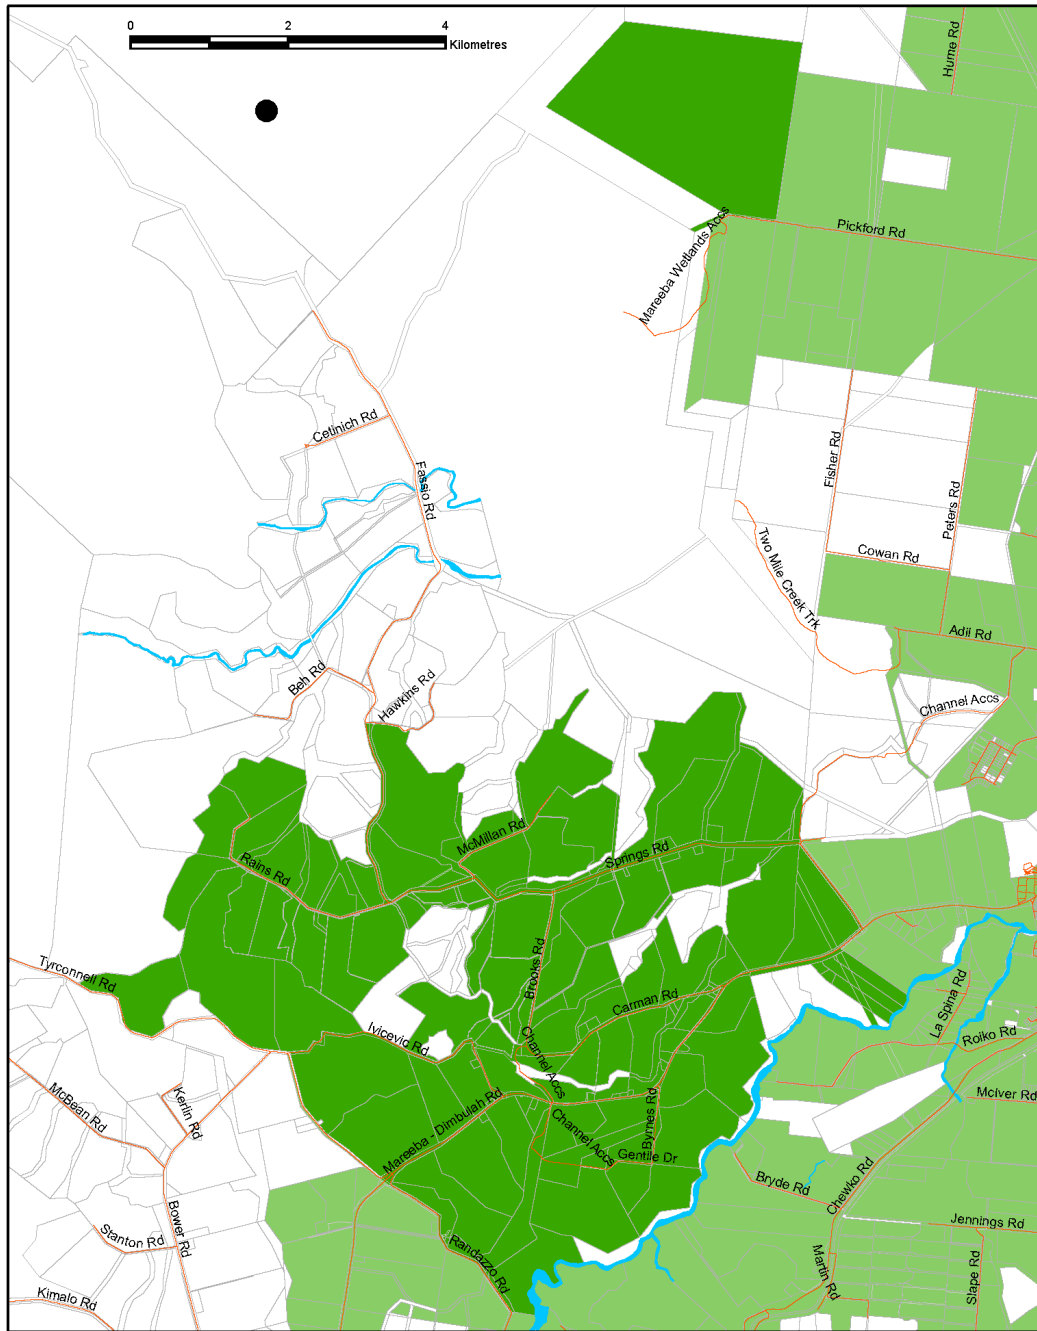 0 2 4
Kilometres
Hume Rd
Pickford Rd
Mareeba Wetlands Accs
Cetinich Rd
Fassio Rd
Fisher Rd
Peters Rd
Cowan Rd
Two Mile Creek Trk
Adil Rd
Beh Rd
Hawkins Rd
Channel Accs
McMillan Rd
Springs Rd
Rains Rd
Tyrconnell Rd
Brooks Rd
Carman Rd
La Spina Rd
Roiko Rd
Ivicevic Rd
Channel Accs
McIver Rd
McBean Rd
Kerlin Rd
Mareeba - Dimbulah Rd
Channel Accs
Byrnes Rd
Gentile Dr
Bryde Rd
Chewko Rd
Jennings Rd
Stanton Rd
Bower Rd
Randazzo Rd
Martin Rd
Slape Rd
Kimalo Rd